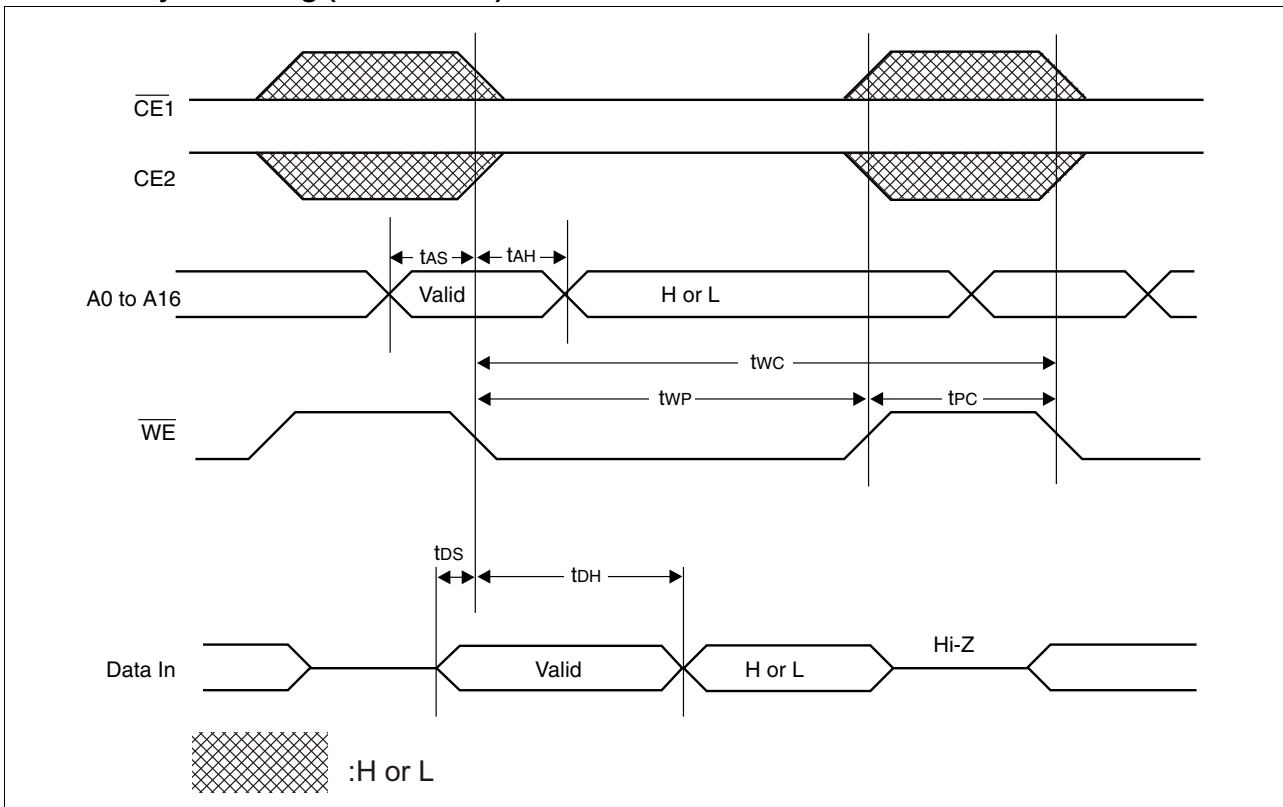 CE1
CE2
tAS
tAH
A0 to A16
Valid
H or L
tWC
tWP
tPC
WE
tDS
tDH
Data In
Valid
H or L
Hi-Z
:H or L